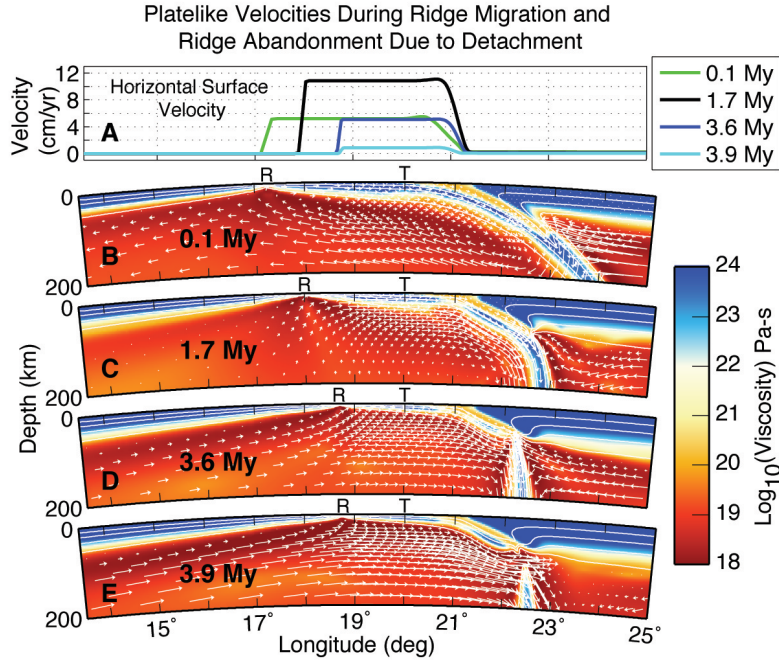 Platelike Velocities During Ridge Migration and
Ridge Abandonment Due to Detachment
Velocity
(cm/yr)
12
8
4
0
Horizontal Surface
Velocity
A
0.1 My
1.7 My
3.6 My
3.9 My
R T
0
200
B
0.1 My
R T
0
200
C
1.7 My
R T
0
200
D
3.6 My
R T
0
200
E
3.9 My
Depth (km)
15° 17° 19° 21° 23° 25°
Longitude (deg)
24
23
22
21
20
19
18
Log10(Viscosity) Pa-s